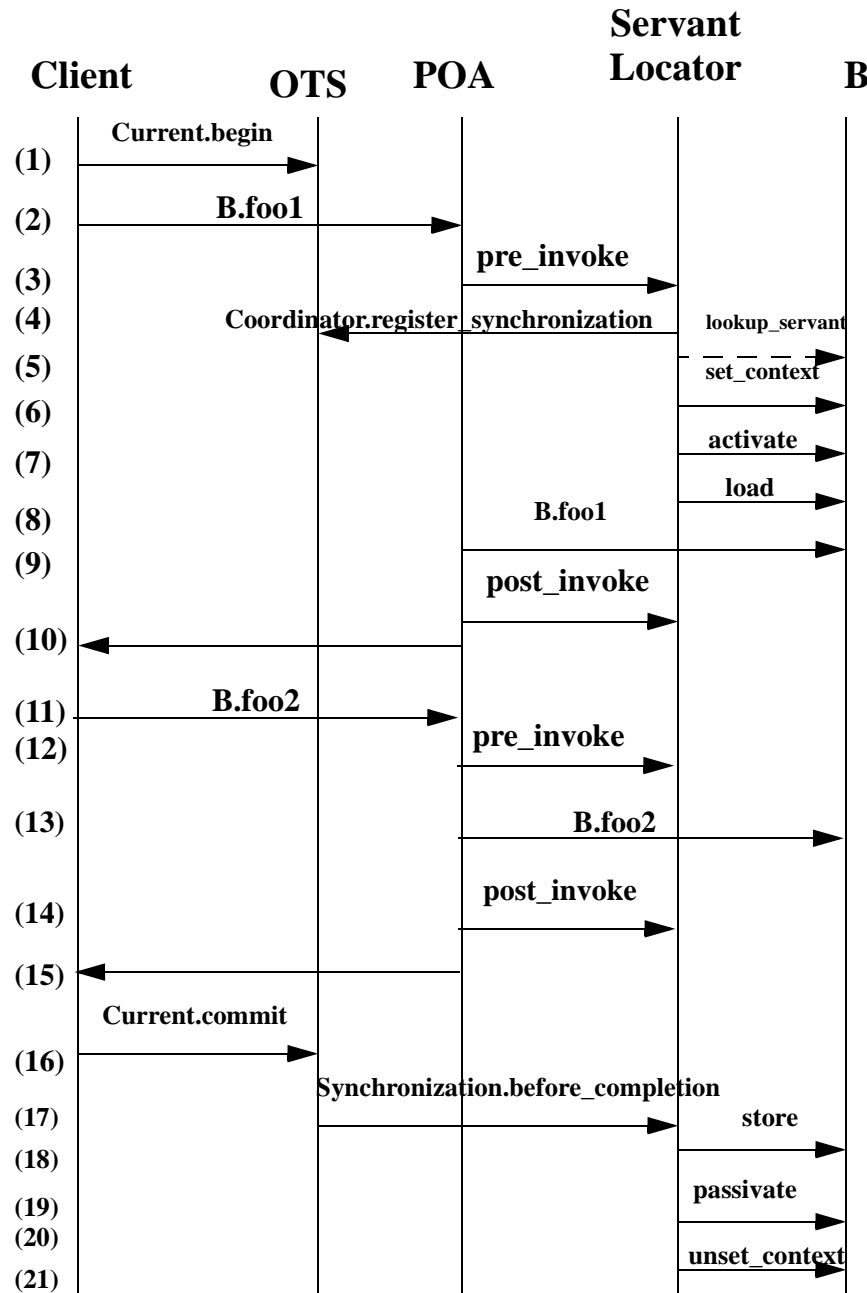 Servant
Locator
Client
OTS
POA
B
Current.begin
(1)
B.foo1
(2)
pre_invoke
(3)
(4)
Coordinator.register_synchronization
lookup_servant
(5)
set_context
(6)
activate
(7)
load
(8)
B.foo1
(9)
post_invoke
(10)
B.foo2
(11)
(12)
pre_invoke
(13)
B.foo2
post_invoke
(14)
(15)
Current.commit
(16)
Synchronization.before_completion
(17)
store
(18)
passivate
(19)
(20)
unset_context
(21)